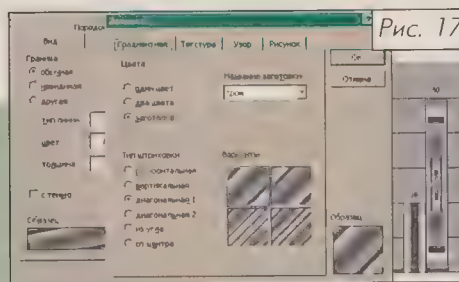 Рис. 17
Вид
Градиентная Текстура Узор Рисунок
Граница
обычная
невидимая
другая
тип линии
цвет
толщина
с тенью
Образец
Цвета
один цвет
два цвета
заготовка
Название заготовки
Хром
Тип штриховки
горизонтальная
вертикальная
диагональная 1
диагональная 2
из угла
от центра
Варианты
Ок
Отмена
Образец